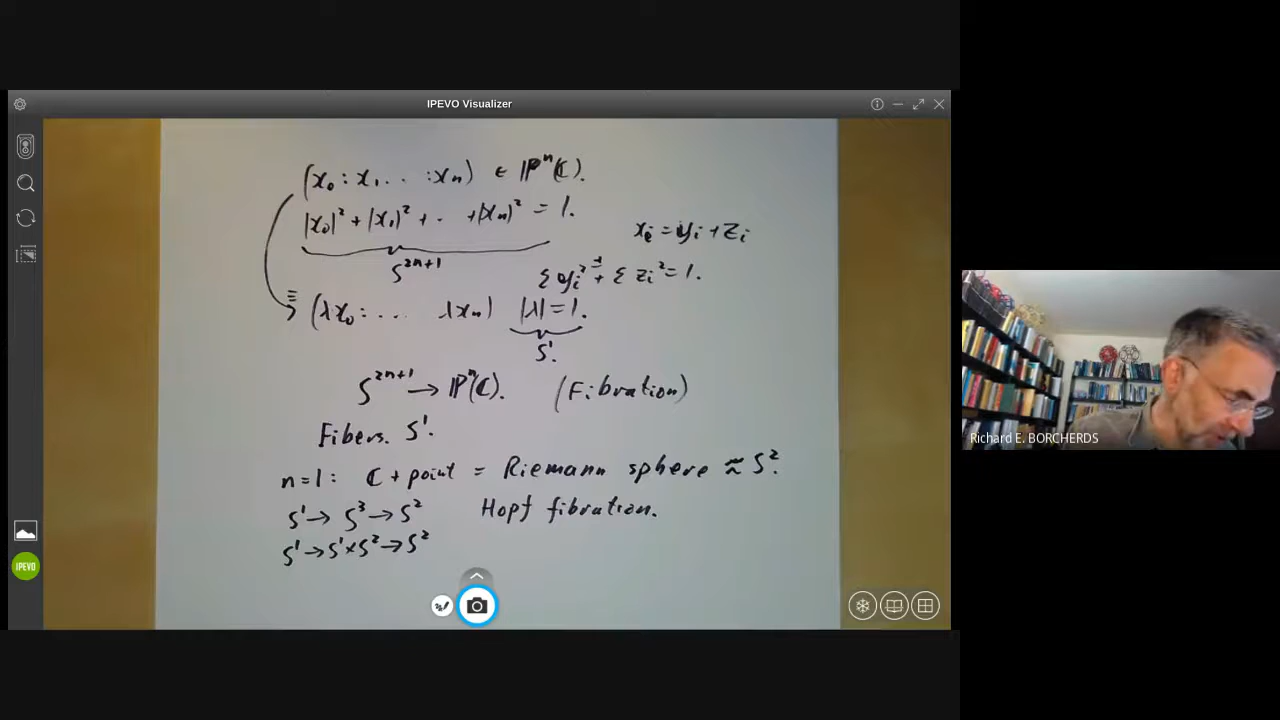 IPEVO Visualizer
(x₀ : x₁ . . . : xₙ) ∈ ℙⁿ(ℂ).
|x₀|² + |x₁|² + . . + |xₙ|² = 1.
S²ⁿ⁺¹
xᵢ = yᵢ + zᵢ
Σ yᵢ² + Σ zᵢ² = 1.
≡ (λx₀ : . . . λxₙ) |λ| = 1.
S¹.
S²ⁿ⁺¹ → ℙⁿ(ℂ). (Fibration)
Fibers. S¹.
n=1: ℂ + point = Riemann sphere ≈ S².
S¹ → S³ → S² Hopf fibration.
S¹ → S¹ × S² → S²
Richard E. BORCHERDS
IPEVO